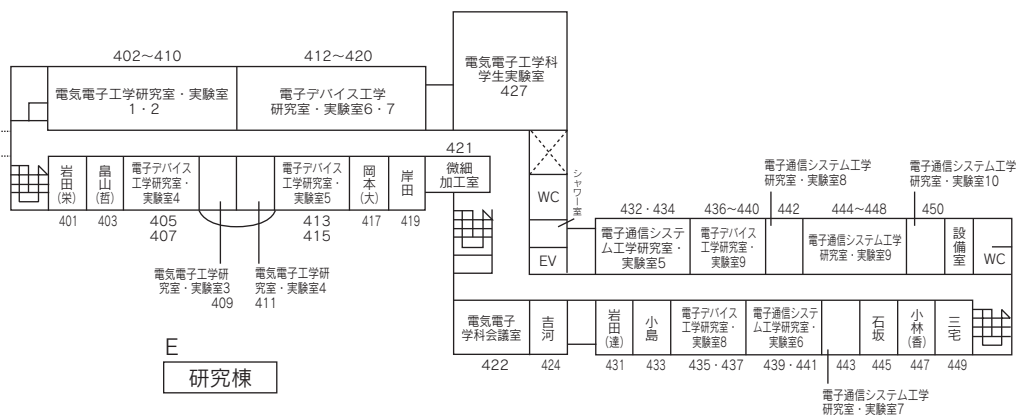 402～410
412～420
電気電子工学研究室・実験室
1・2
電子デバイス工学
研究室・実験室6・7
電気電子工学科
学生実験室
427
421
岩田
(栄)
畠山
(哲)
電子デバイス
工学研究室・
実験室4
電子デバイス
工学研究室・
実験室5
岡本
(大)
岸田
微細
加工室
401
403
405
407
413
415
417
419
電気電子工学研
究室・実験室3
409
電気電子工学研
究室・実験室4
411
WC
シャワー室
EV
電子通信システム工学
研究室・実験室8
電子通信システム工学
研究室・実験室10
432・434
436～440
442
444～448
450
電子通信システ
ム工学研究室・
実験室5
電子デバイス
工学研究室・
実験室9
電子通信システム工学
研究室・実験室9
設備室
WC
電気電子
学科会議室
吉河
岩田
(達)
小島
電子デバイス
工学研究室・
実験室8
電子通信システ
ム工学研究室・
実験室6
石坂
小林
(香)
三宅
422
424
431
433
435・437
439・441
443
445
447
449
電子通信システム工学
研究室・実験室7
E
研究棟